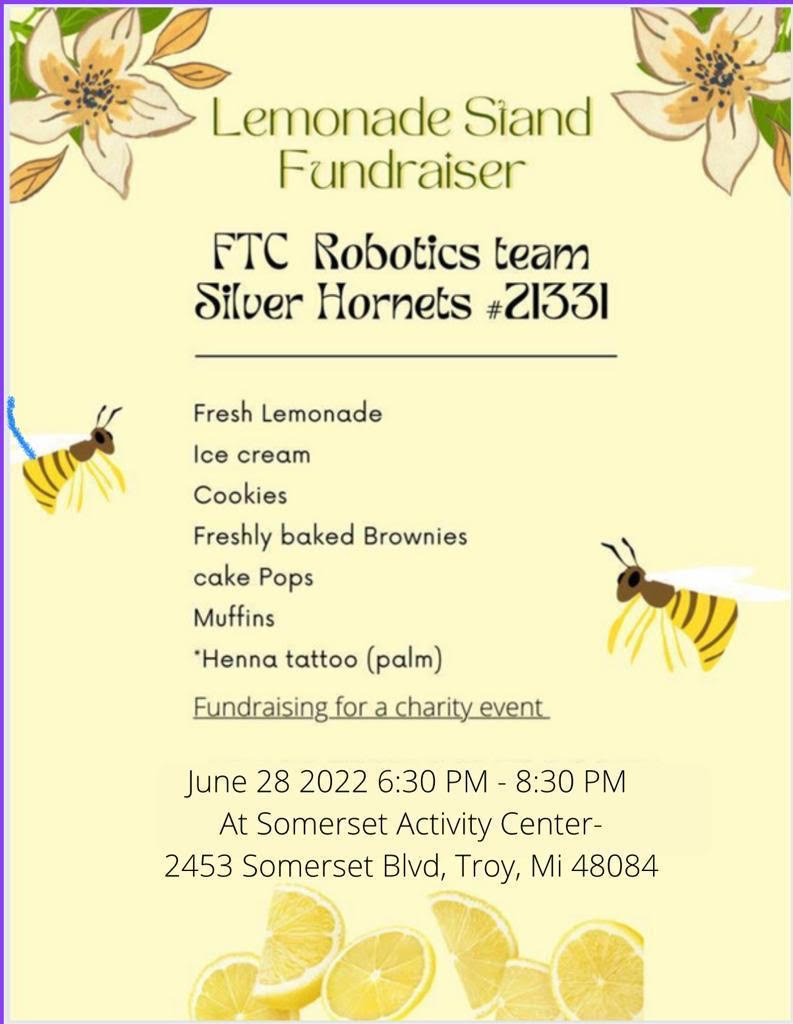 Lemonade Stand
Fundraiser
FTC Robotics team
Silver Hornets #21331
Fresh Lemonade
Ice cream
Cookies
Freshly baked Brownies
cake Pops
Muffins
*Henna tattoo (palm)
Fundraising for a charity event
June 28 2022 6:30 PM - 8:30 PM
At Somerset Activity Center-
2453 Somerset Blvd, Troy, Mi 48084